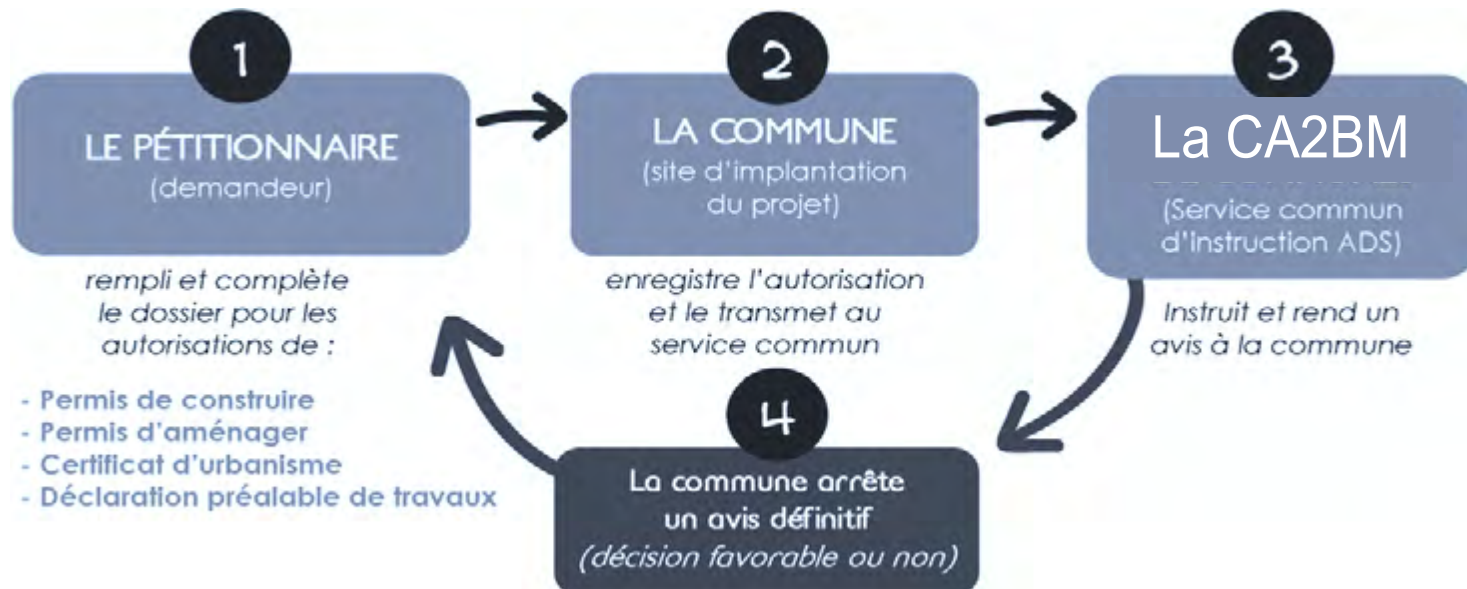 1
LE PÉTITIONNAIRE
(demandeur)
rempli et complète
le dossier pour les
autorisations de :
- Permis de construire
- Permis d'aménager
- Certificat d'urbanisme
- Déclaration préalable de travaux
2
LA COMMUNE
(site d'implantation
du projet)
enregistre l'autorisation
et le transmet au
service commun
3
La CA2BM
(Service commun
d'instruction ADS)
Instruit et rend un
avis à la commune
4
La commune arrête
un avis définitif
(décision favorable ou non)